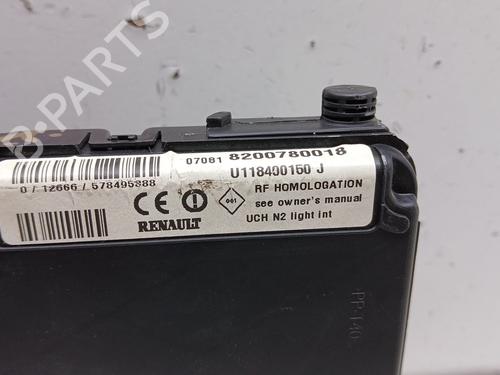 B-PARTS
07081 8200780018
U118400150 J
0 / 12666 / 578495888
RF HOMOLOGATION
see owner's manual
UCH N2 light int
CE
RENAULT
>PP-T40<